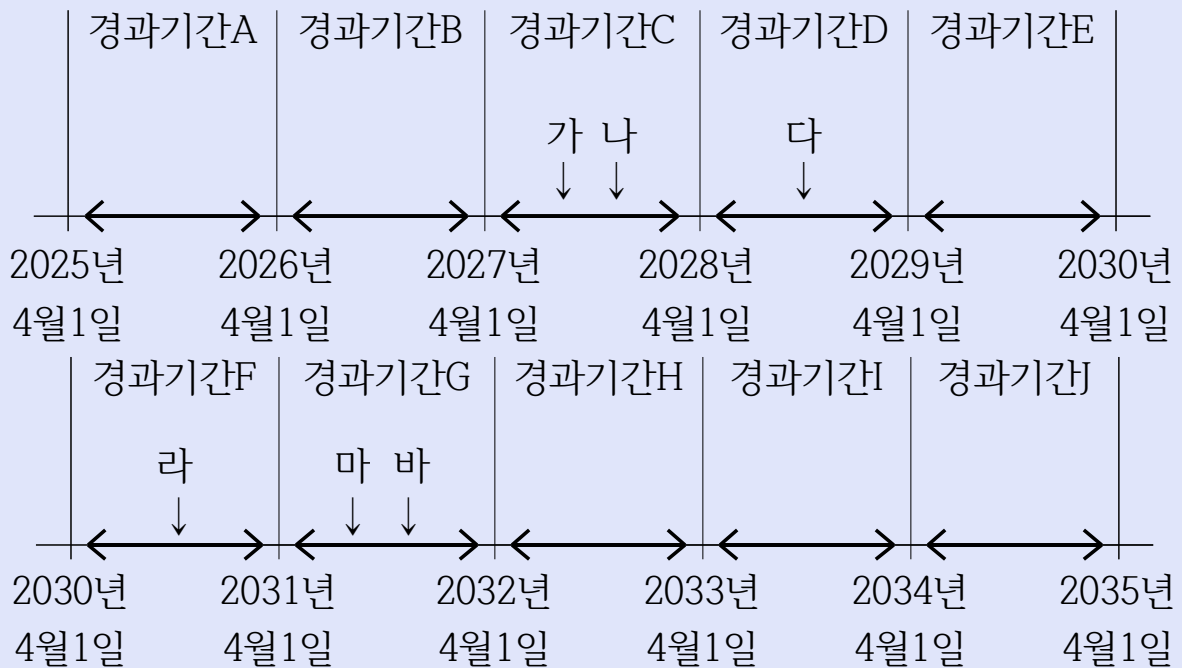 경과기간A 경과기간B 경과기간C 경과기간D 경과기간E
가 나 다
2025년 2026년 2027년 2028년 2029년 2030년
4월1일 4월1일 4월1일 4월1일 4월1일 4월1일
경과기간F 경과기간G 경과기간H 경과기간I 경과기간J
라 마 바
2030년 2031년 2032년 2033년 2034년 2035년
4월1일 4월1일 4월1일 4월1일 4월1일 4월1일